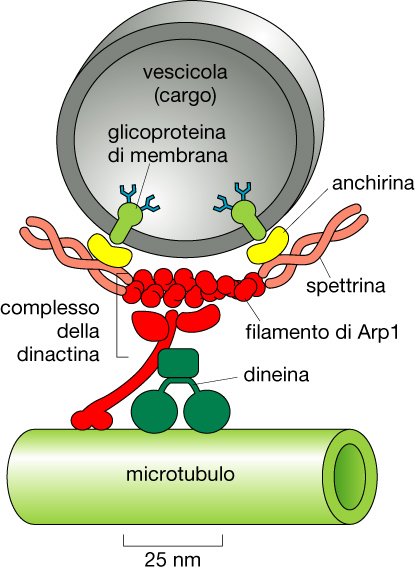 vescicola
(cargo)
glicoproteina
di membrana
anchirina
spettrina
complesso
della
dinactina
filamento di Arp1
dineina
microtubulo
25 nm